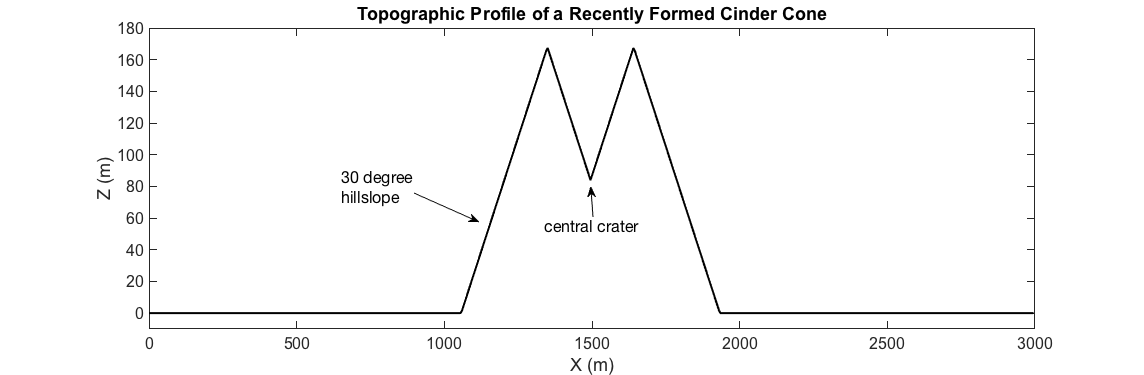 Topographic Profile of a Recently Formed Cinder Cone
180
160
140
120
100
80
60
40
20
0
Z (m)
30 degree
hillslope
central crater
0 500 1000 1500 2000 2500 3000
X (m)